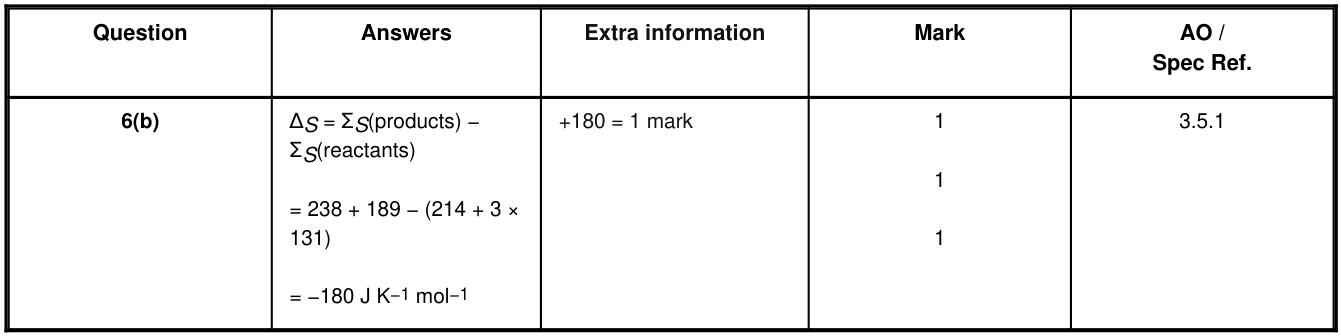 Question Answers Extra information Mark AO /
Spec Ref.
6(b) ΔS = ΣS(products) − +180 = 1 mark 1 3.5.1
ΣS(reactants)
1
= 238 + 189 − (214 + 3 ×
131) 1
= −180 J K−1 mol−1